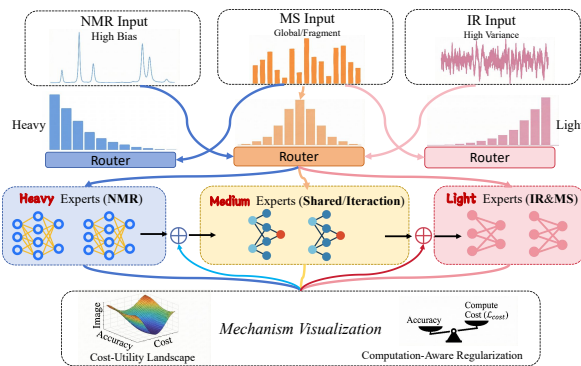 NMR Input
High Bias
MS Input
Global/Fragment
IR Input
High Variance
Heavy
Light
Router
Router
Router
Heavy Experts (NMR)
Medium Experts (Shared/Iteraction)
Light Experts (IR&MS)
Image
Accuracy
Cost
Cost-Utility Landscape
Mechanism Visualization
Accuracy
Compute
Cost (ℒcost)
Computation-Aware Regularization